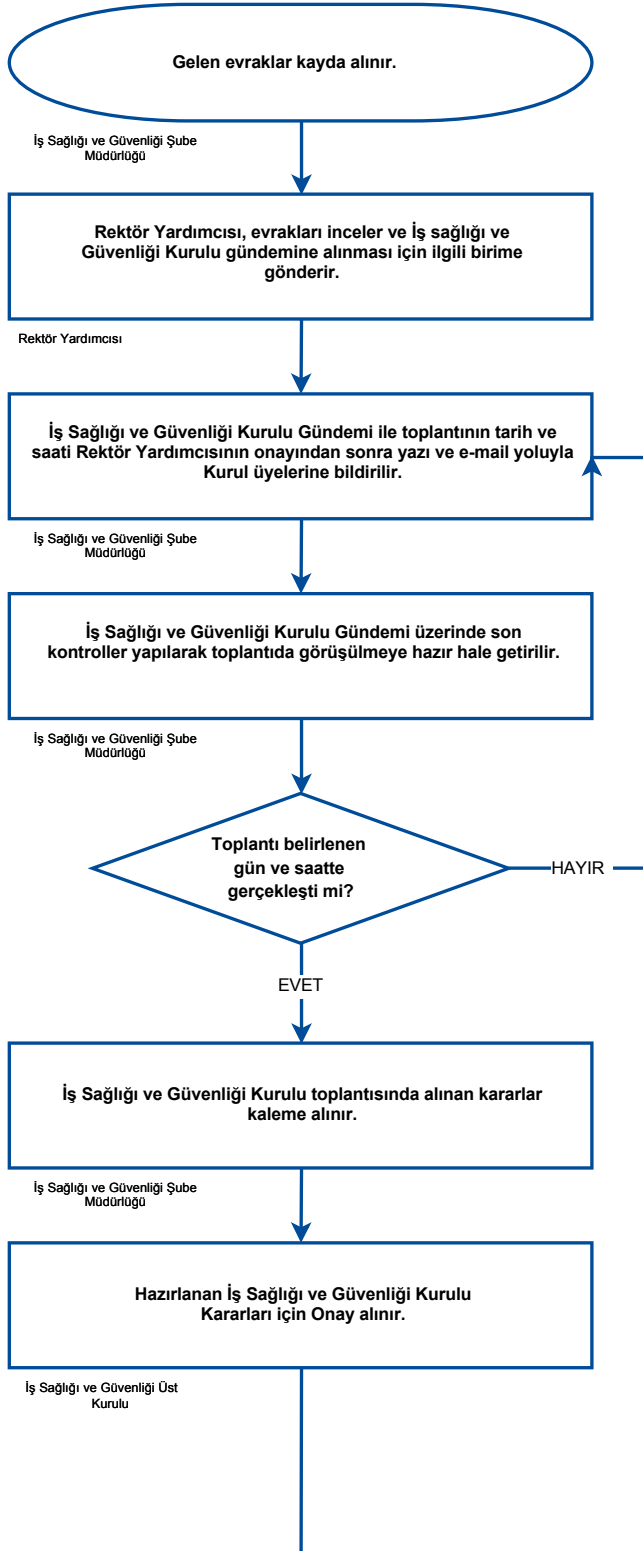 Gelen evraklar kayda alınır.
İş Sağlığı ve Güvenliği Şube
Müdürlüğü
Rektör Yardımcısı, evrakları inceler ve İş sağlığı ve
Güvenliği Kurulu gündemine alınması için ilgili birime
gönderir.
Rektör Yardımcısı
İş Sağlığı ve Güvenliği Kurulu Gündemi ile toplantının tarih ve
saati Rektör Yardımcısının onayından sonra yazı ve e-mail yoluyla
Kurul üyelerine bildirilir.
İş Sağlığı ve Güvenliği Şube
Müdürlüğü
İş Sağlığı ve Güvenliği Kurulu Gündemi üzerinde son
kontroller yapılarak toplantıda görüşülmeye hazır hale getirilir.
İş Sağlığı ve Güvenliği Şube
Müdürlüğü
Toplantı belirlenen
gün ve saatte
gerçekleşti mi?
HAYIR
EVET
İş Sağlığı ve Güvenliği Kurulu toplantısında alınan kararlar
kaleme alınır.
İş Sağlığı ve Güvenliği Şube
Müdürlüğü
Hazırlanan İş Sağlığı ve Güvenliği Kurulu
Kararları için Onay alınır.
İş Sağlığı ve Güvenliği Üst
Kurulu